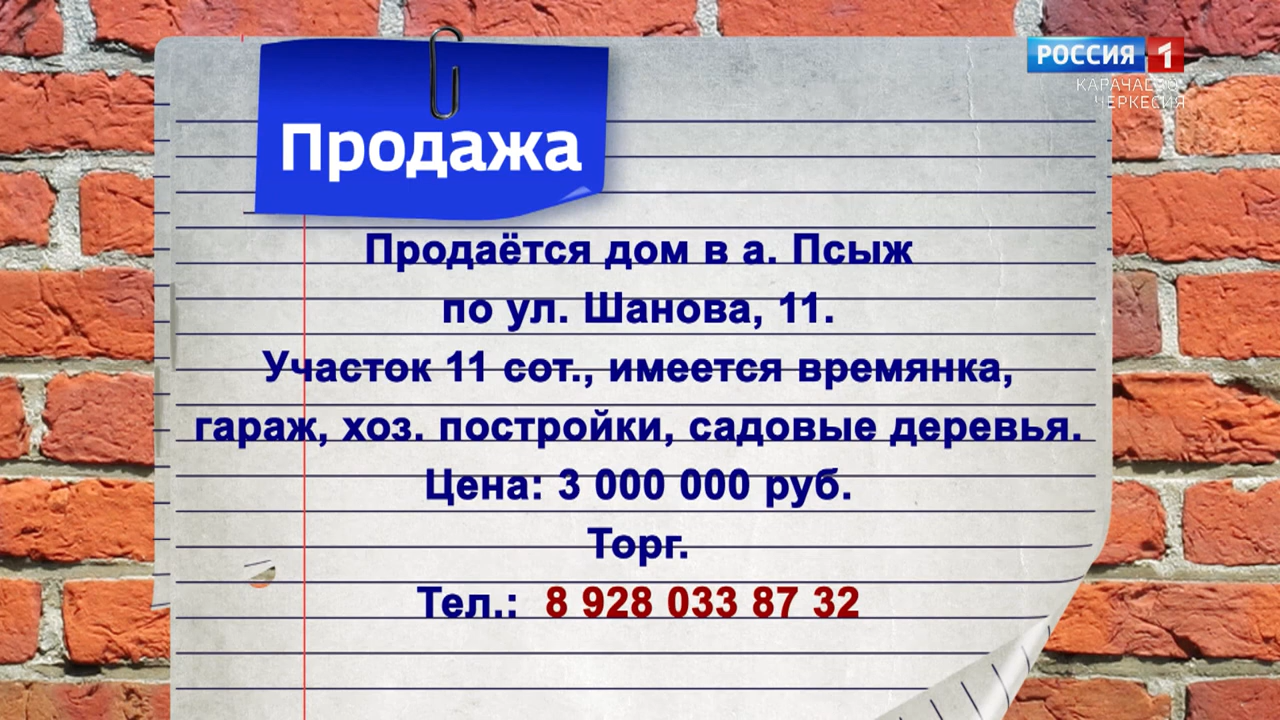 РОССИЯ 1
КАРАЧАЕВО
ЧЕРКЕСИЯ
Продажа
Продаётся дом в а. Псыж
по ул. Шанова, 11.
Участок 11 сот., имеется времянка,
гараж, хоз. постройки, садовые деревья.
Цена: 3 000 000 руб.
Торг.
Тел.: 8 928 033 87 32